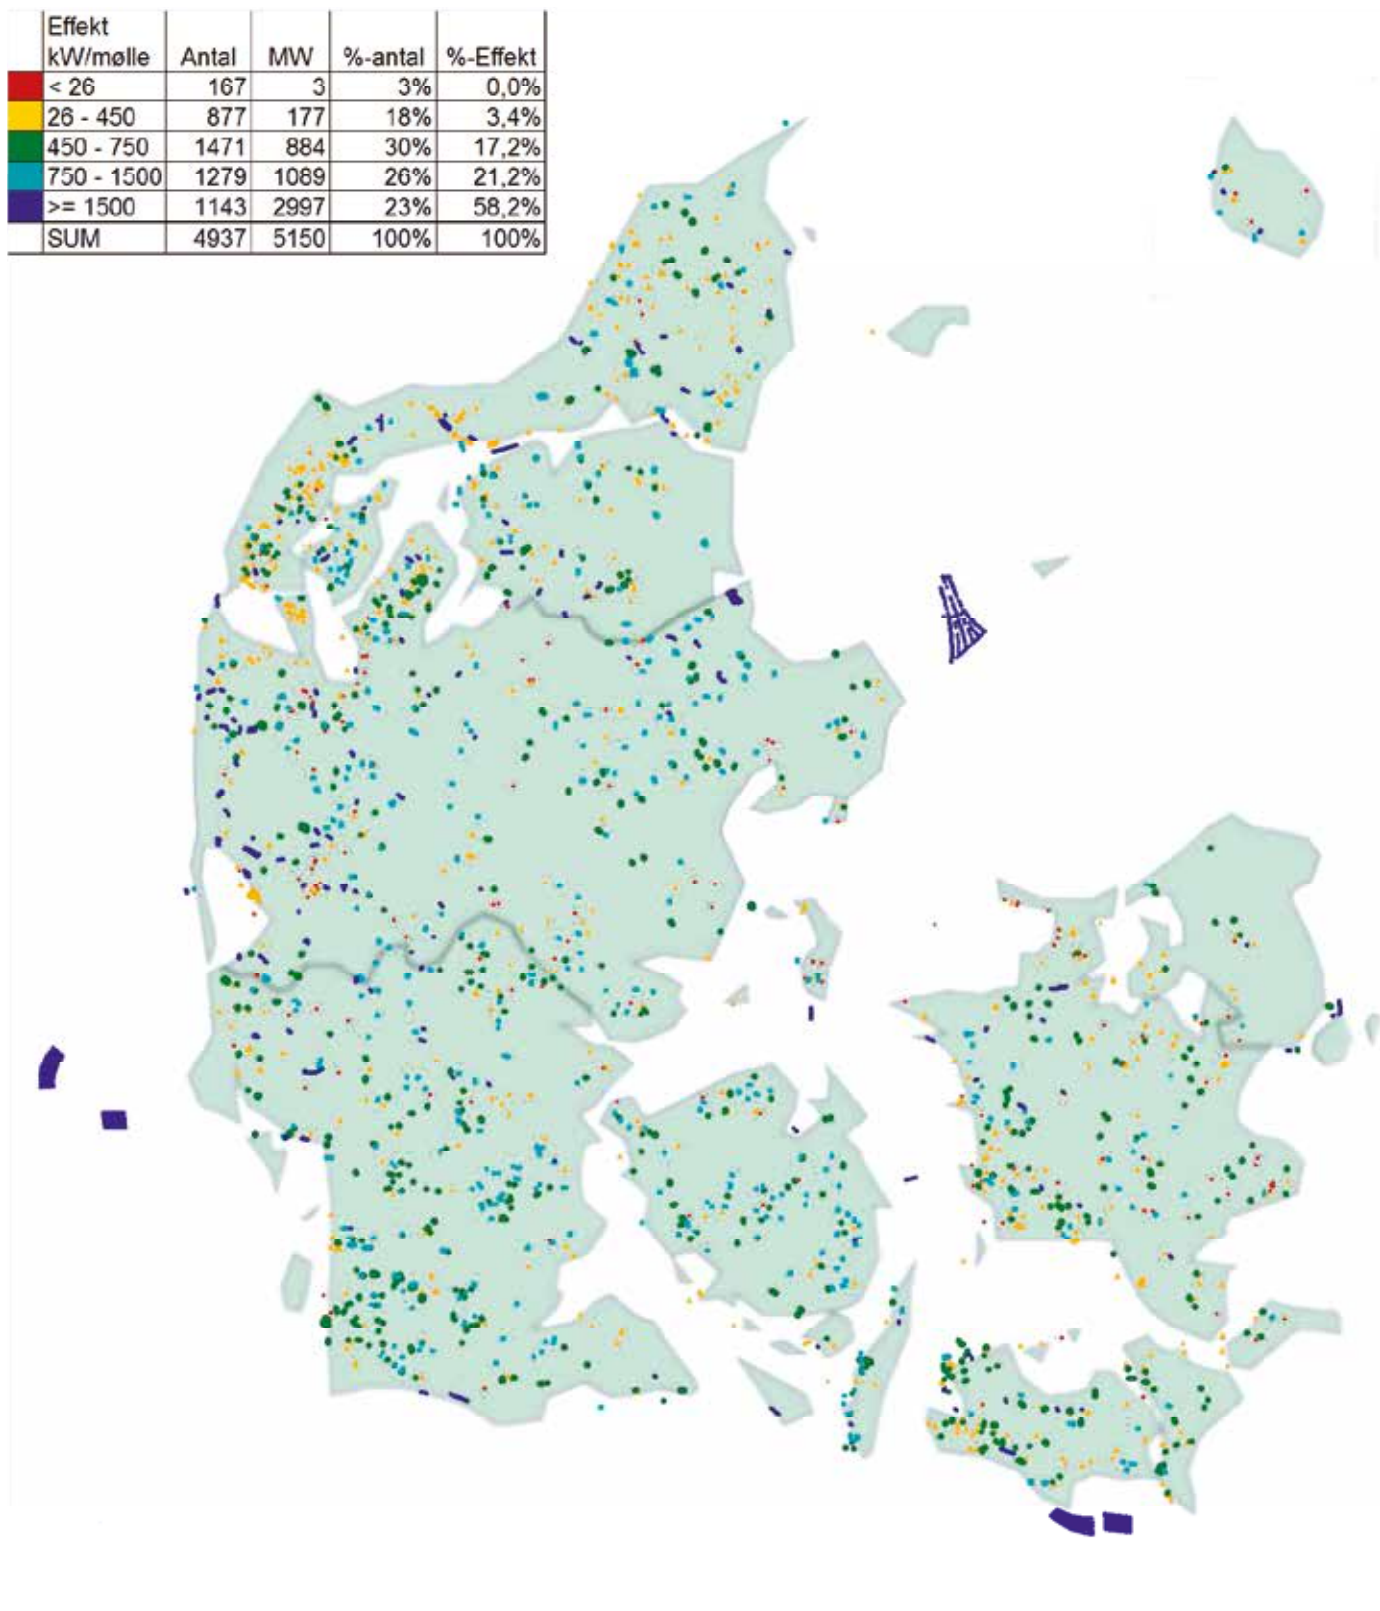 Effekt
kW/mølle Antal MW %-antal %-Effekt
< 26 167 3 3% 0,0%
26 - 450 877 177 18% 3,4%
450 - 750 1471 884 30% 17,2%
750 - 1500 1279 1089 26% 21,2%
>= 1500 1143 2997 23% 58,2%
SUM 4937 5150 100% 100%